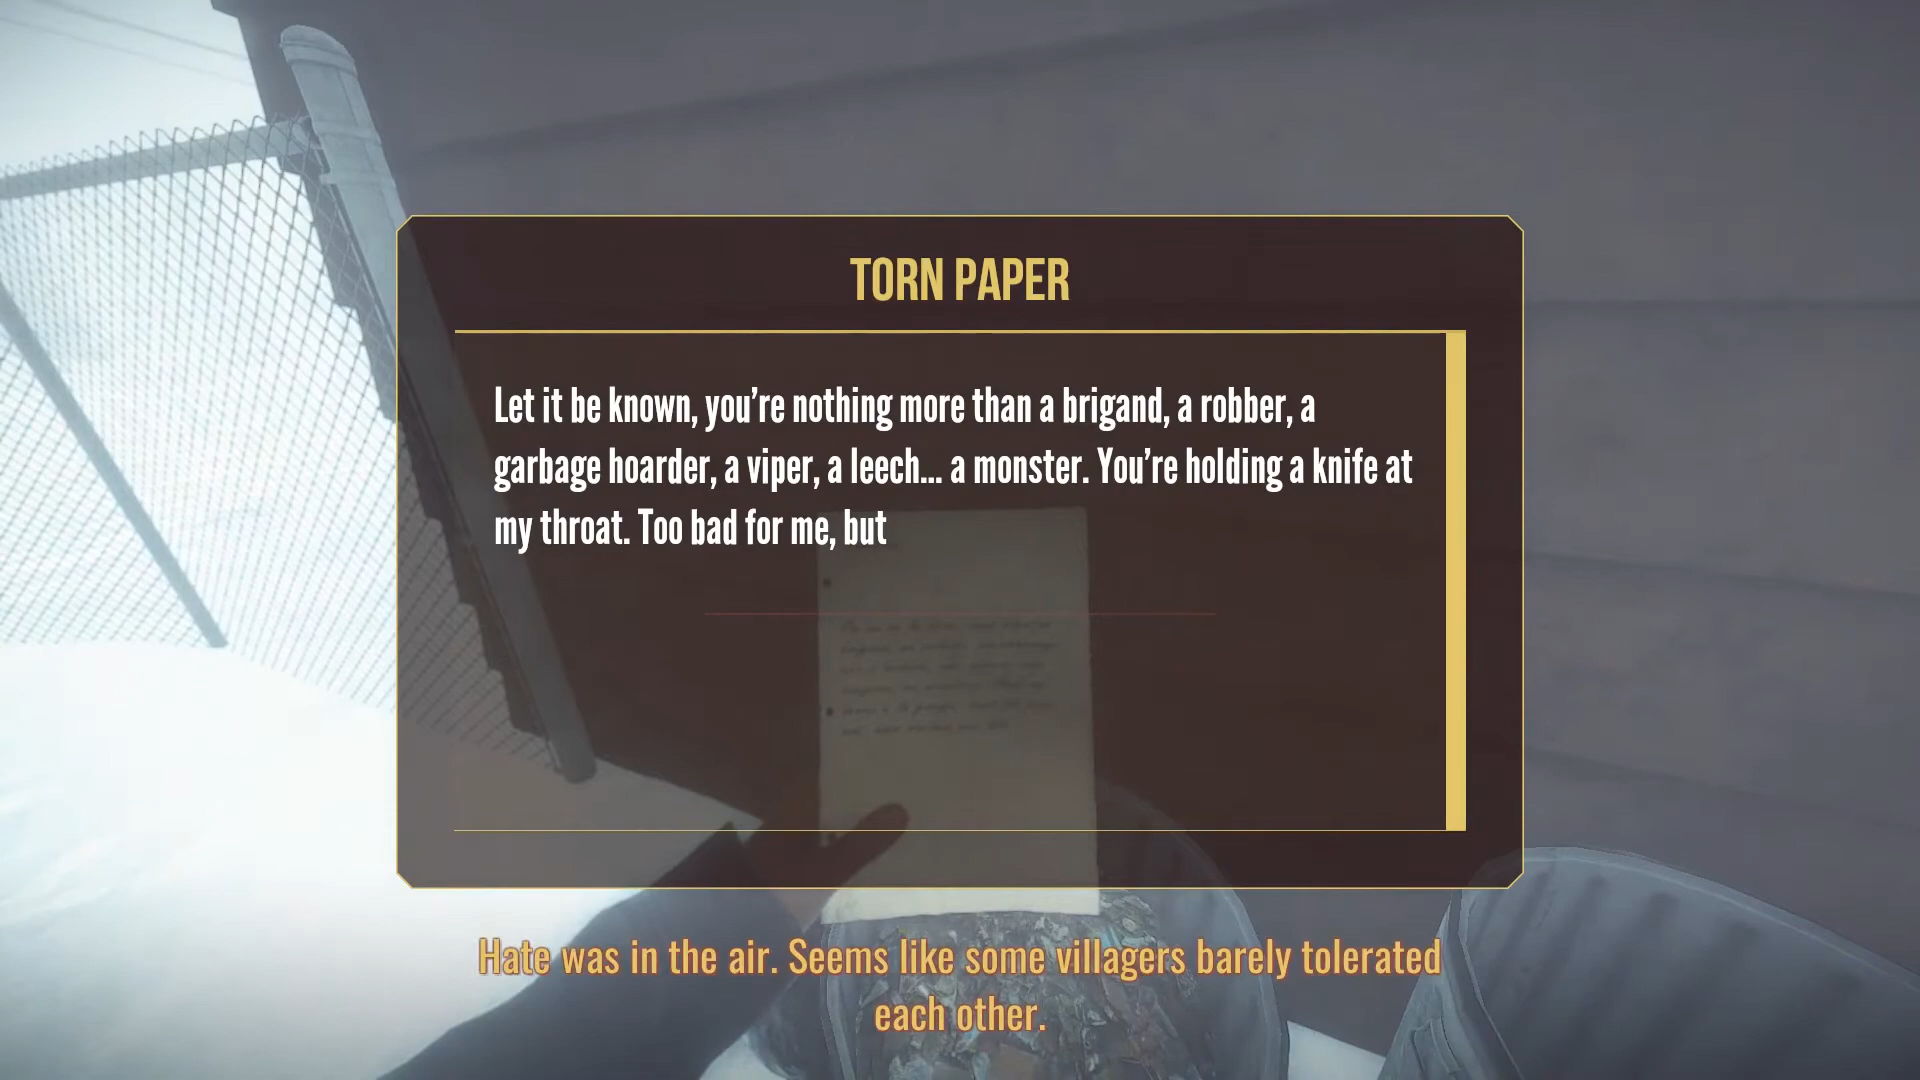 TORN PAPER
Let it be known, you're nothing more than a brigand, a robber, a
garbage hoarder, a viper, a leech... a monster. You're holding a knife at
my throat. Too bad for me, but
Hate was in the air. Seems like some villagers barely tolerated
each other.